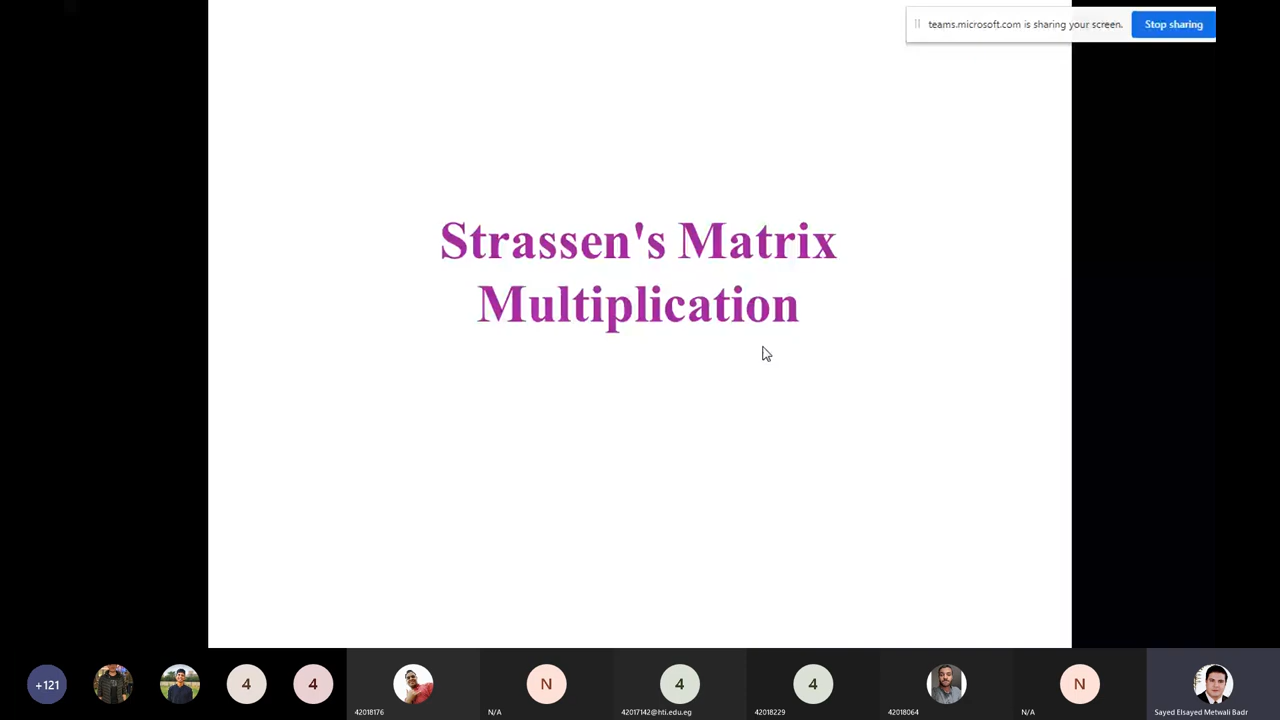 teams.microsoft.com is sharing your screen.
Stop sharing
Strassen's Matrix
Multiplication
+121
4
4
N
4
4
N
42018176
N/A
42017142@hti.edu.eg
42018229
42018064
N/A
Sayed Elsayed Metwali Badr